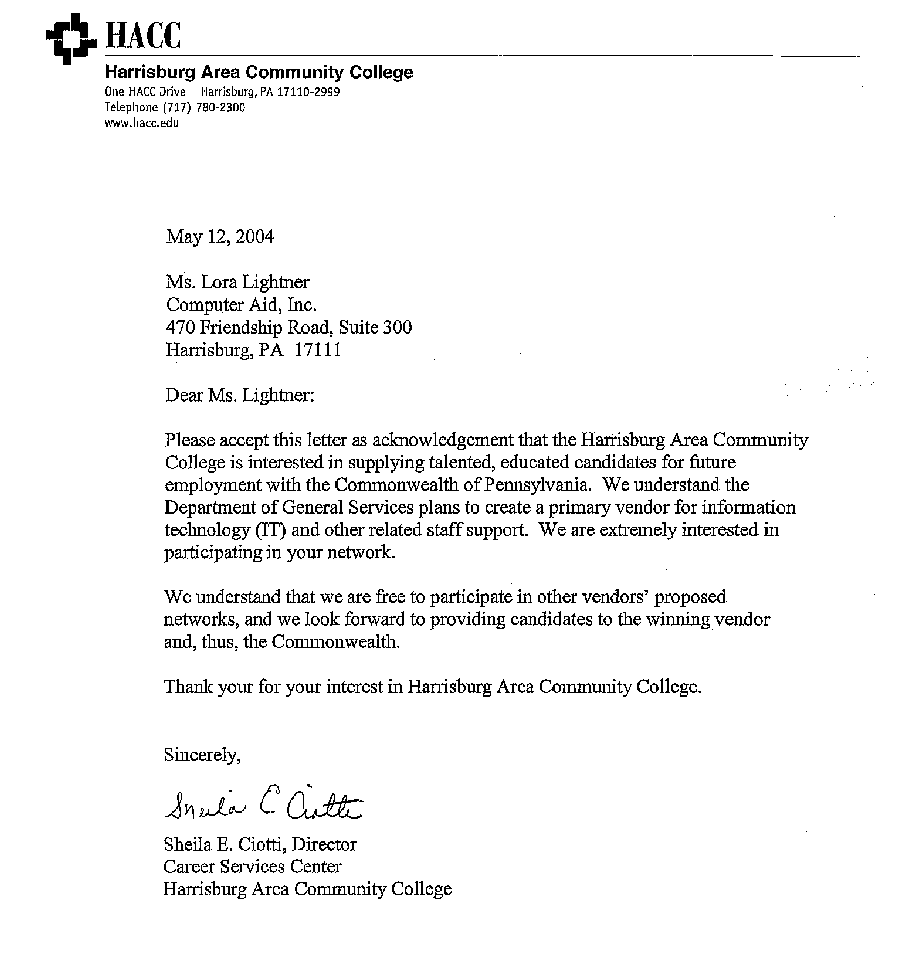 HACC
Harrisburg Area Community College
One HACC Drive Harrisburg, PA 17110-2999
Telephone (717) 780-2300
www.hacc.edu
May 12, 2004
Ms. Lora Lightner
Computer Aid, Inc.
470 Friendship Road, Suite 300
Harrisburg, PA 17111
Dear Ms. Lightner:
Please accept this letter as acknowledgement that the Harrisburg Area Community
College is interested in supplying talented, educated candidates for future
employment with the Commonwealth of Pennsylvania. We understand the
Department of General Services plans to create a primary vendor for information
technology (IT) and other related staff support. We are extremely interested in
participating in your network.
We understand that we are free to participate in other vendors' proposed
networks, and we look forward to providing candidates to the winning vendor
and, thus, the Commonwealth.
Thank your for your interest in Harrisburg Area Community College.
Sincerely,
Sheila E Ciotti
Sheila E. Ciotti, Director
Career Services Center
Harrisburg Area Community College